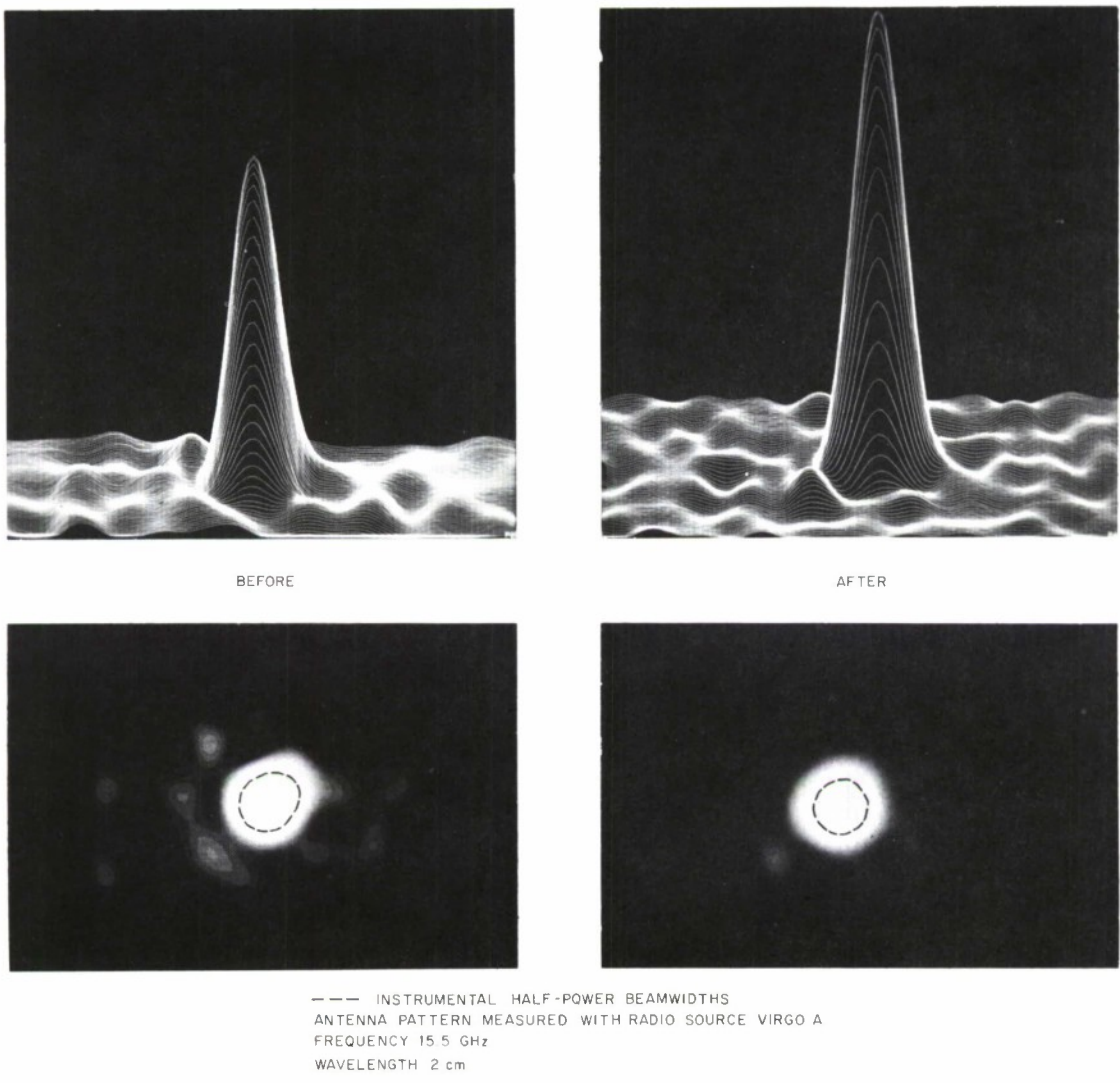 BEFORE
AFTER
--- INSTRUMENTAL HALF-POWER BEAMWIDTHS
ANTENNA PATTERN MEASURED WITH RADIO SOURCE VIRGO A
FREQUENCY 15.5 GHz
WAVELENGTH 2 cm